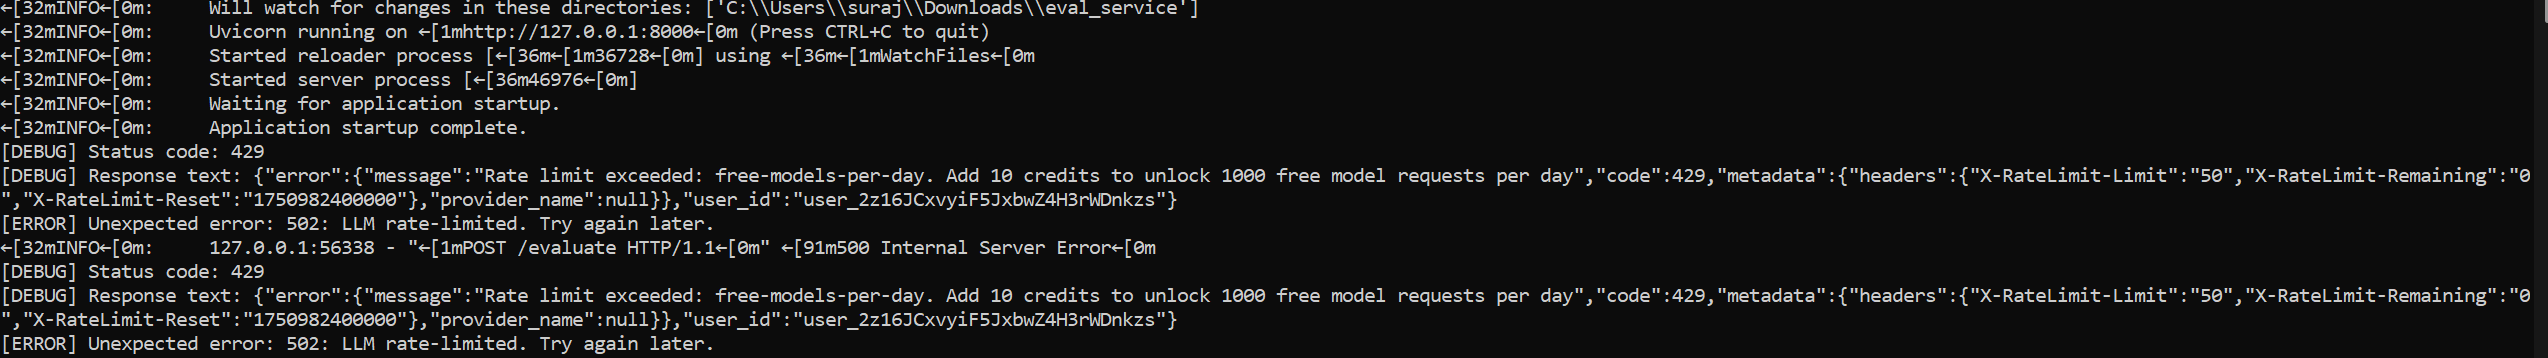 ←[32mINFO←[0m:     Will watch for changes in these directories: ['C:\\Users\\suraj\\Downloads\\eval_service']
←[32mINFO←[0m:     Uvicorn running on ←[1mhttp://127.0.0.1:8000←[0m (Press CTRL+C to quit)
←[32mINFO←[0m:     Started reloader process [←[36m←[1m36728←[0m] using ←[36m←[1mWatchFiles←[0m
←[32mINFO←[0m:     Started server process [←[36m46976←[0m]
←[32mINFO←[0m:     Waiting for application startup.
←[32mINFO←[0m:     Application startup complete.
[DEBUG] Status code: 429
[DEBUG] Response text: {"error":{"message":"Rate limit exceeded: free-models-per-day. Add 10 credits to unlock 1000 free model requests per day","code":429,"metadata":{"headers":{"X-RateLimit-Limit":"50","X-RateLimit-Remaining":"0
","X-RateLimit-Reset":"1750982400000"},"provider_name":null}},"user_id":"user_2z16JCxvyiF5JxbwZ4H3rWDnkzs"}
[ERROR] Unexpected error: 502: LLM rate-limited. Try again later.
←[32mINFO←[0m:     127.0.0.1:56338 - "←[1mPOST /evaluate HTTP/1.1←[0m" ←[91m500 Internal Server Error←[0m
[DEBUG] Status code: 429
[DEBUG] Response text: {"error":{"message":"Rate limit exceeded: free-models-per-day. Add 10 credits to unlock 1000 free model requests per day","code":429,"metadata":{"headers":{"X-RateLimit-Limit":"50","X-RateLimit-Remaining":"0
","X-RateLimit-Reset":"1750982400000"},"provider_name":null}},"user_id":"user_2z16JCxvyiF5JxbwZ4H3rWDnkzs"}
[ERROR] Unexpected error: 502: LLM rate-limited. Try again later.